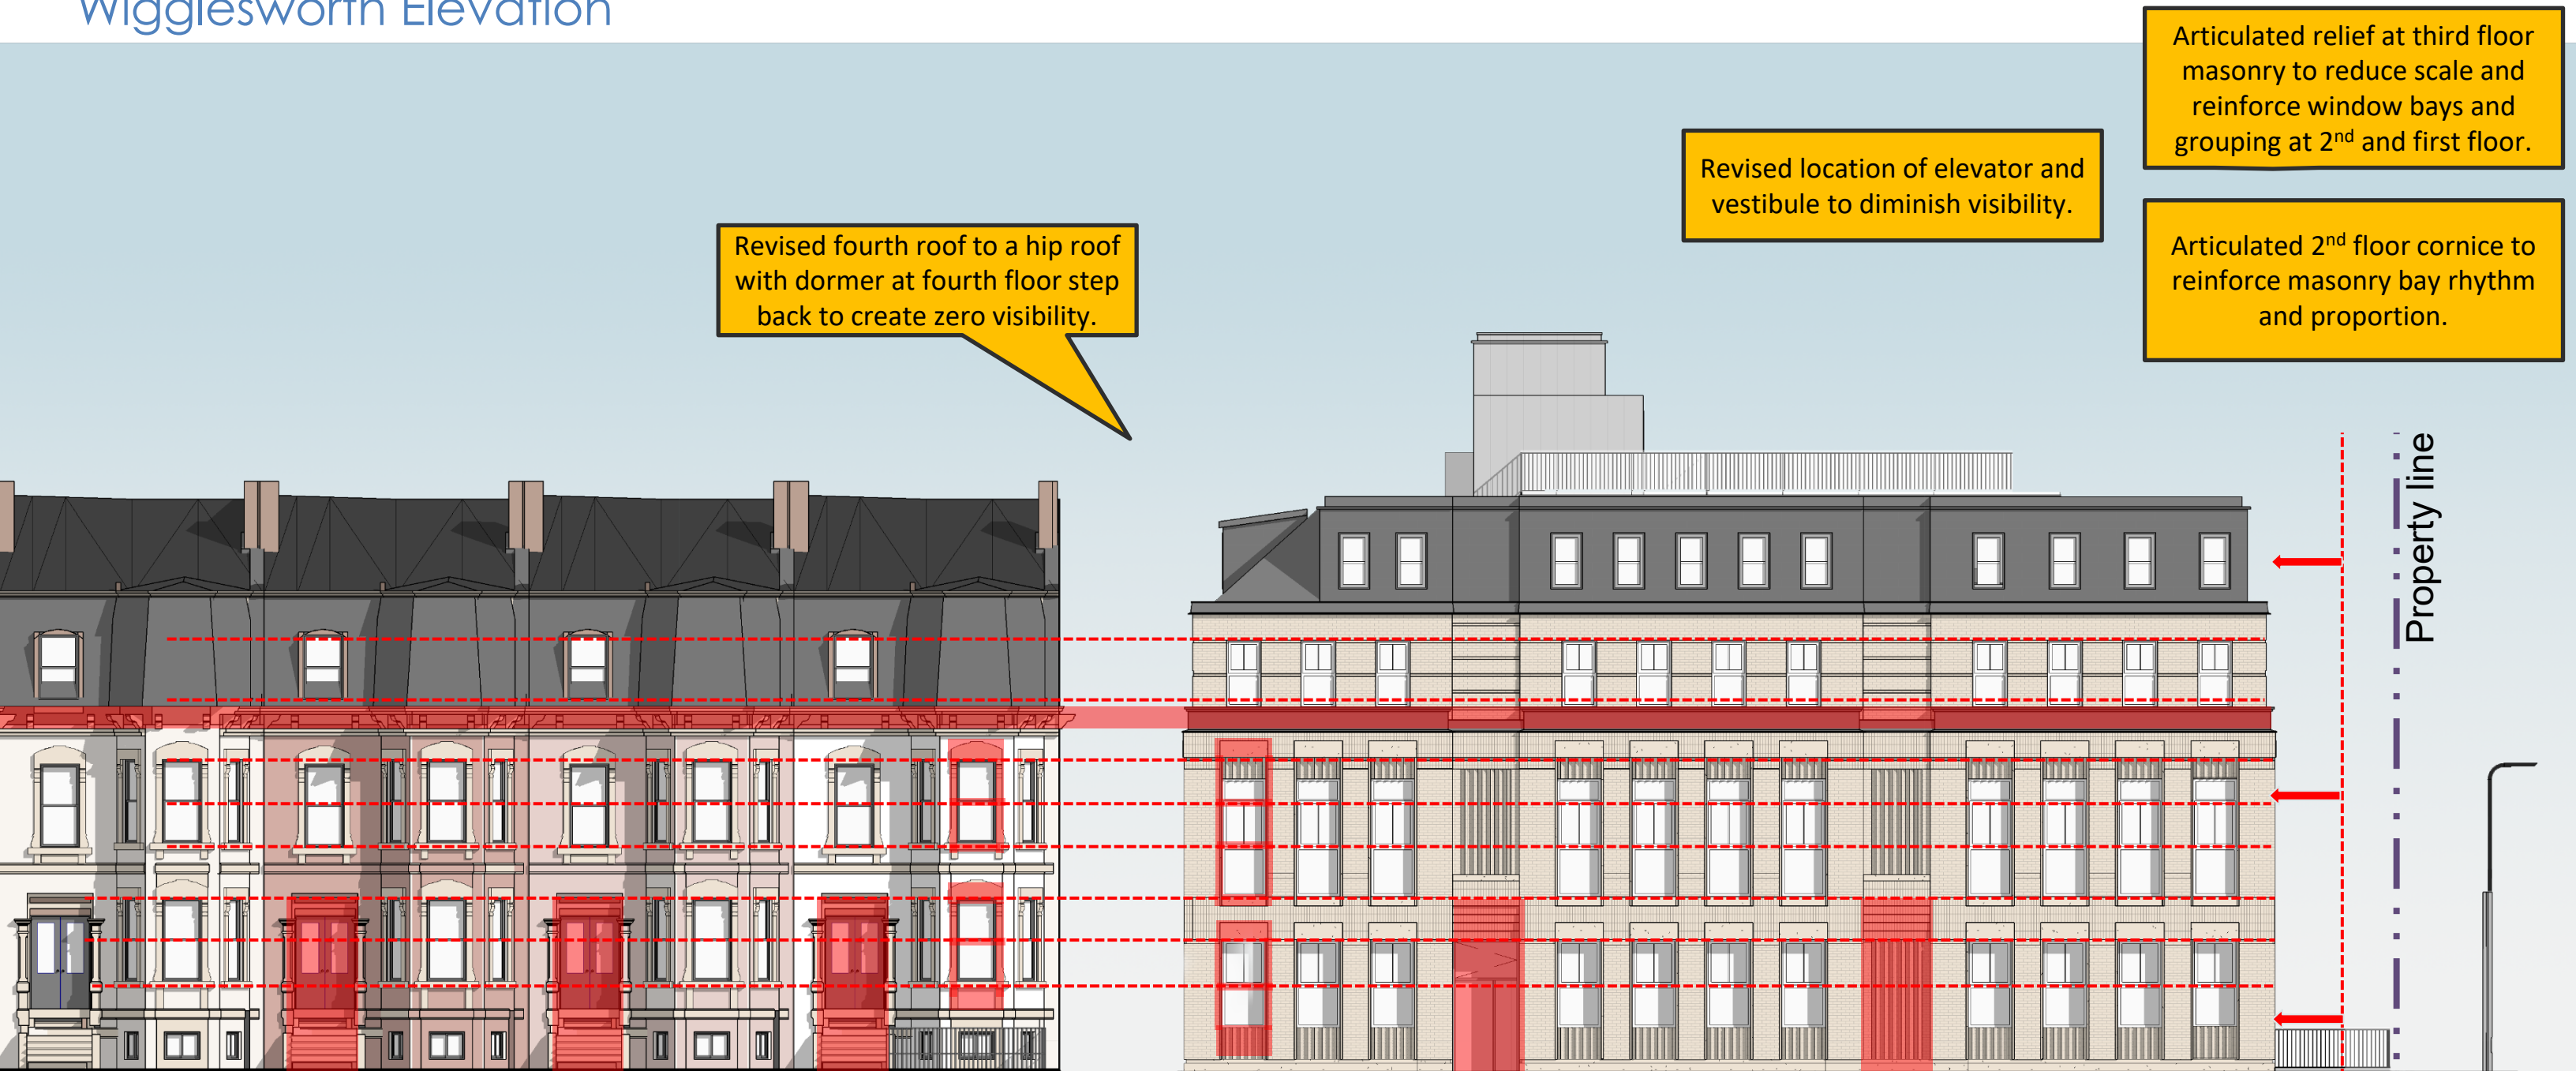 Wigglesworth Elevation
Articulated relief at third floor
masonry to reduce scale and
reinforce window bays and
grouping at 2nd and first floor.
Revised location of elevator and
vestibule to diminish visibility.
Articulated 2nd floor cornice to
reinforce masonry bay rhythm
and proportion.
Revised fourth roof to a hip roof
with dormer at fourth floor step
back to create zero visibility.
Property line